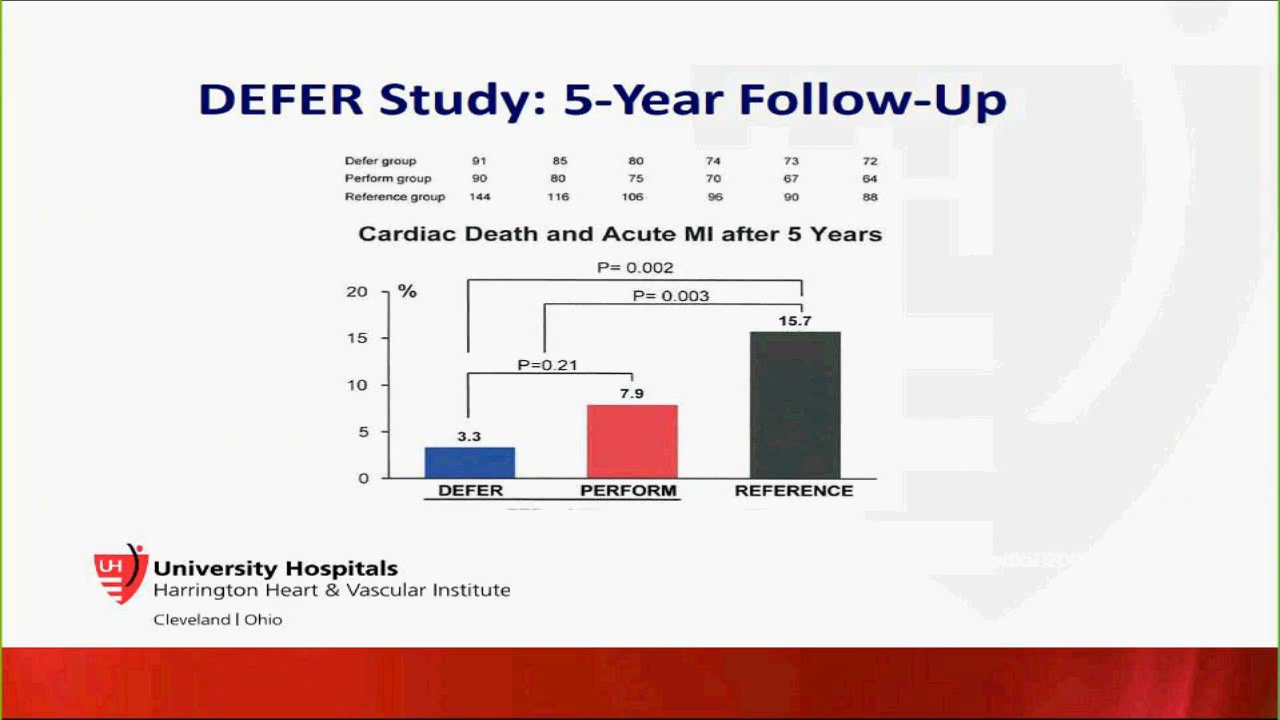 DEFER Study: 5-Year Follow-Up
Defer group 91 85 80 74 73 72
Perform group 90 80 75 70 67 64
Reference group 144 116 106 96 90 88
Cardiac Death and Acute MI after 5 Years
P= 0.002
20 %
P= 0.003
15.7
15
P=0.21
10
7.9
5
3.3
0
DEFER PERFORM REFERENCE
UH
University Hospitals
Harrington Heart & Vascular Institute
Cleveland | Ohio